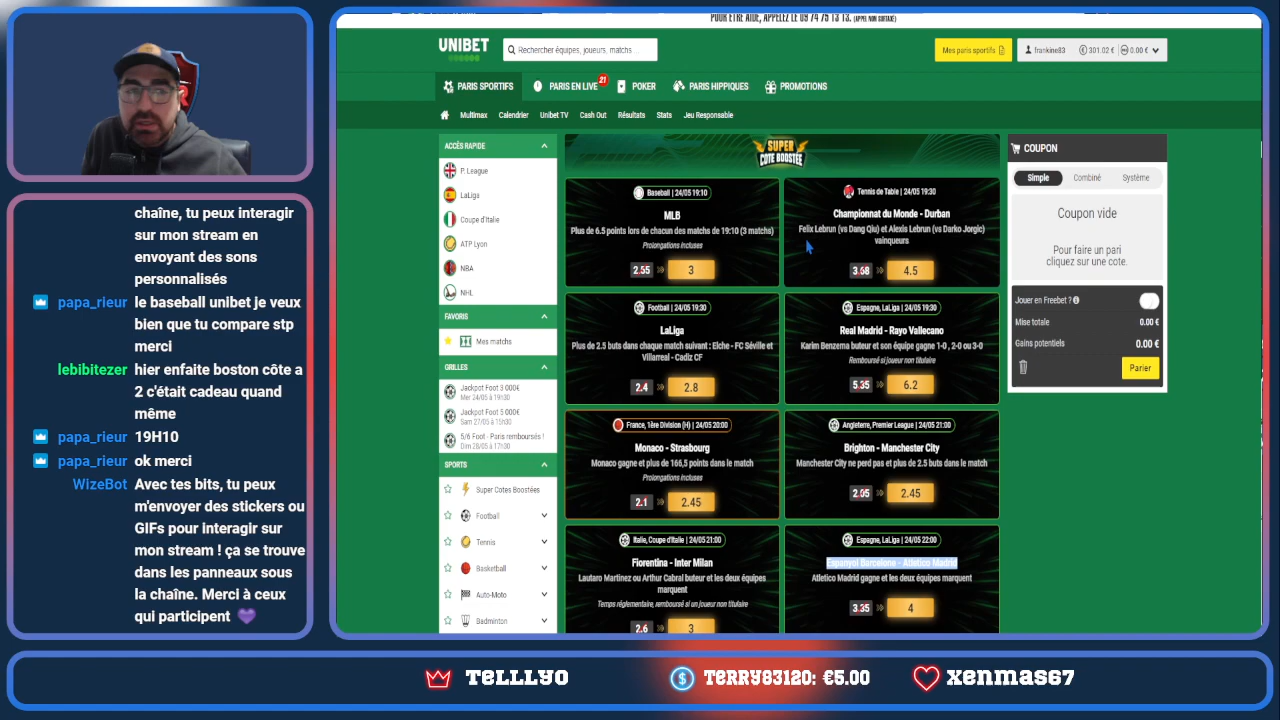 POUR ÊTRE AIDÉ, APPELEZ LE 09 74 75 13 13. (APPEL NON SURTAXÉ)
UNIBET
Rechercher équipes, joueurs, matchs...
Mes paris sportifs
frankine83
301.02 €
0.00 €
PARIS SPORTIFS
PARIS EN LIVE
21
POKER
PARIS HIPPIQUES
PROMOTIONS
Multimax
Calendrier
Unibet TV
Cash Out
Résultats
Stats
Jeu Responsable
chaîne, tu peux interagir
sur mon stream en
envoyant des sons
personnalisés
papa_rieur le baseball unibet je veux
bien que tu compare stp
merci
lebibitezer hier enfaite boston côte a
2 c'était cadeau quand
même
papa_rieur 19H10
papa_rieur ok merci
WizeBot Avec tes bits, tu peux
m'envoyer des stickers ou
GIFs pour interagir sur
mon stream ! ça se trouve
dans les panneaux sous
la chaîne. Merci à ceux
qui participent
ACCÈS RAPIDE
P. League
LaLiga
Coupe d'Italie
ATP Lyon
NBA
NHL
FAVORIS
Mes matchs
GRILLES
Jackpot Foot 3 000€
Mer 24/05 à 19h30
Jackpot Foot 5 000€
Sam 27/05 à 15h30
5/6 Foot - Paris remboursés !
Dim 28/05 à 17h30
SPORTS
Super Cotes Boostées
Football
Tennis
Basketball
Auto-Moto
Badminton
SUPER
COTE BOOSTÉE
Baseball | 24/05 19:10
MLB
Plus de 6.5 points lors de chacun des matchs de 19:10 (3 matchs)
Prolongations incluses
2.55 3
Tennis de Table | 24/05 19:30
Championnat du Monde - Durban
Felix Lebrun (vs Dang Qiu) et Alexis Lebrun (vs Darko Jorgic)
vainqueurs
3.68 4.5
Football | 24/05 19:30
LaLiga
Plus de 2.5 buts dans chaque match suivant : Elche - FC Séville et
Villarreal - Cadiz CF
2.4 2.8
Espagne, LaLiga | 24/05 19:30
Real Madrid - Rayo Vallecano
Karim Benzema buteur et son équipe gagne 1-0 , 2-0 ou 3-0
Remboursé si joueur non titulaire
5.35 6.2
France, 1ère Division (H) | 24/05 20:00
Monaco - Strasbourg
Monaco gagne et plus de 166,5 points dans le match
Prolongations incluses
2.1 2.45
Angleterre, Premier League | 24/05 21:00
Brighton - Manchester City
Manchester City ne perd pas et plus de 2.5 buts dans le match
2.05 2.45
Italie, Coupe d'Italie | 24/05 21:00
Fiorentina - Inter Milan
Lautaro Martinez ou Arthur Cabral buteur et les deux équipes
marquent
Temps réglementaire, remboursé si un joueur non titulaire
2.6 3
Espagne, LaLiga | 24/05 22:00
Espanyol Barcelone - Atletico Madrid
Atletico Madrid gagne et les deux équipes marquent
3.35 4
COUPON
Simple
Combiné
Système
Coupon vide
Pour faire un pari
cliquez sur une cote.
Jouer en Freebet ?
Mise totale 0.00 €
Gains potentiels 0.00 €
Parier
Telllyo
Terry83120: €5.00
xenmas67